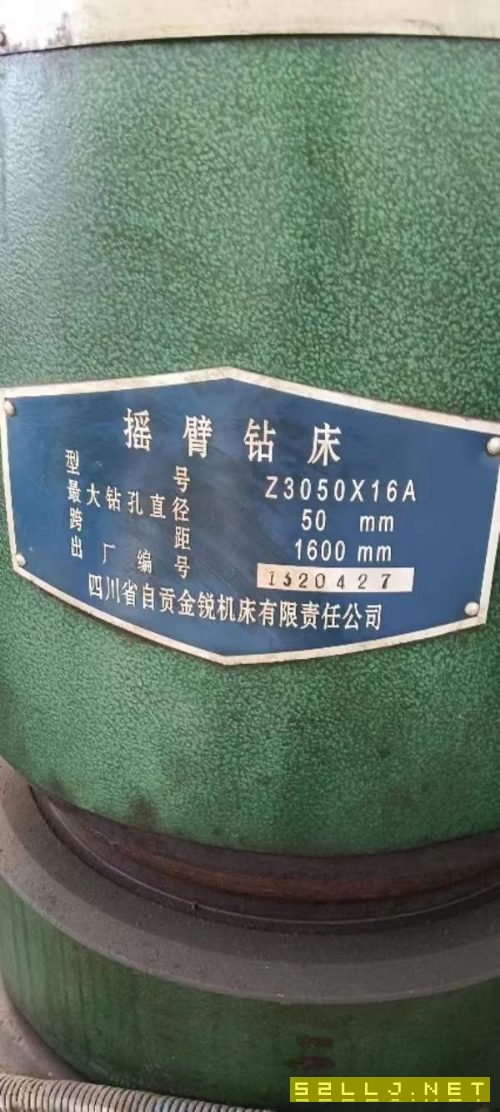 摇臂钻床
型号 Z3050X16A
最大钻孔直径 50 mm
跨距 1600 mm
出厂编号 1320427
四川省自贡金锐机床有限责任公司
52LLJ.NET